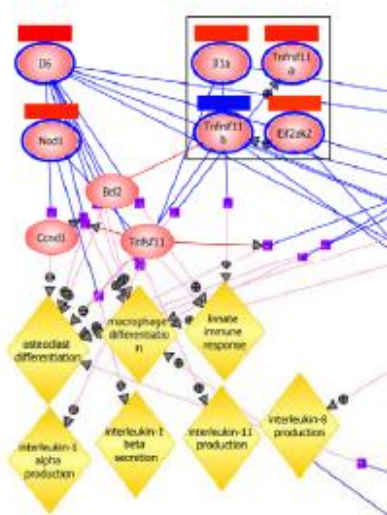 Il6
Il1a
Tnfrsf11
a
Nod1
Tnfrsf11
b
Eif2ak2
Bcl2
Ccnd1
Tnfsf11
osteoclast
differentiation
macrophage
differentiatio
n
innate
immune
response
interleukin-1
alpha
production
interleukin-1
beta
secretion
interleukin-11
production
interleukin-8
production